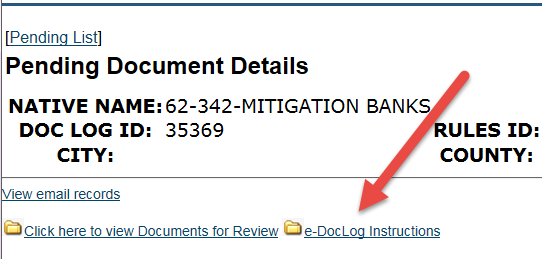 [Pending List]
Pending Document Details
NATIVE NAME: 62-342-MITIGATION BANKS
DOC LOG ID: 35369 RULES ID:
CITY: COUNTY:
View email records
Click here to view Documents for Review e-DocLog Instructions